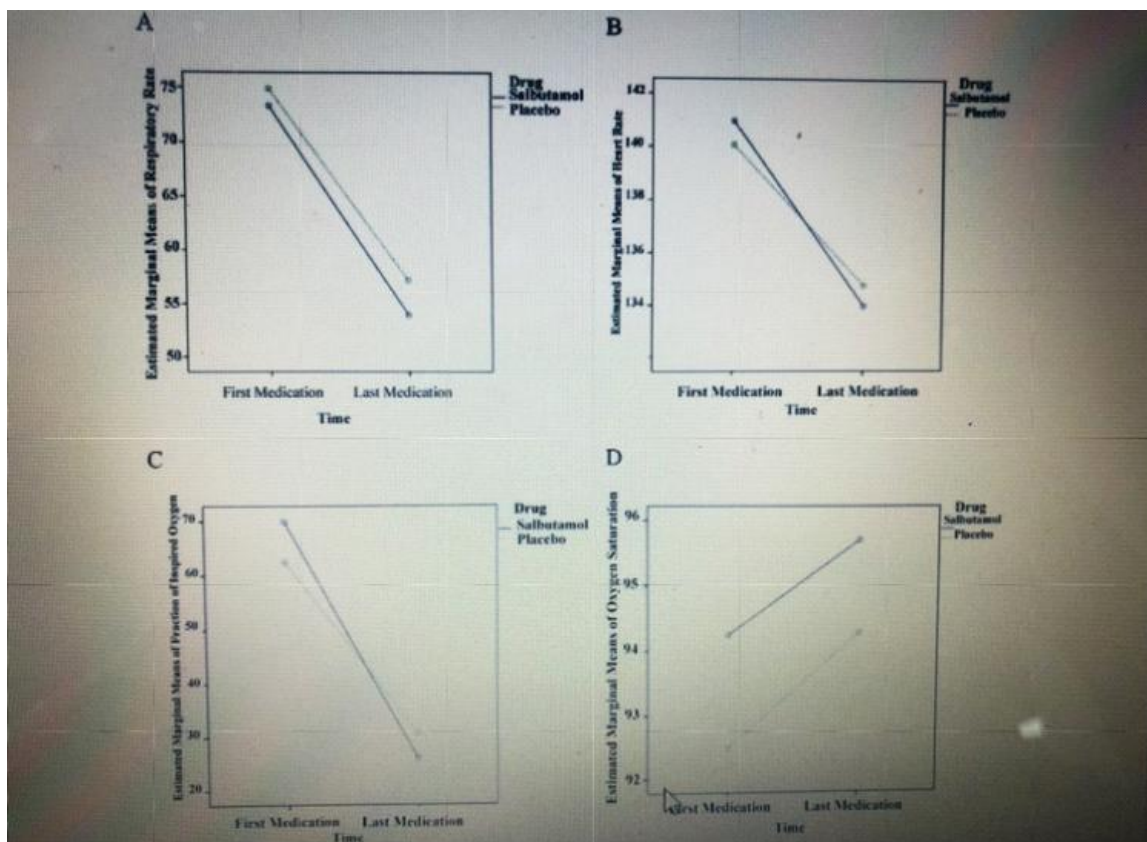 A
Estimated Marginal Means of Respiratory Rate
75
70
65
60
55
50
First Medication Last Medication
Time
Drug
Salbutamol
Placebo
B
Estimated Marginal Means of Heart Rate
142
140
138
136
134
First Medication Last Medication
Time
Drug
Salbutamol
Placebo
C
Estimated Marginal Means of Fraction of Inspired Oxygen
70
60
50
40
30
20
First Medication Last Medication
Time
Drug
Salbutamol
Placebo
D
Estimated Marginal Means of Oxygen Saturation
96
95
94
93
92
First Medication Last Medication
Time
Drug
Salbutamol
Placebo